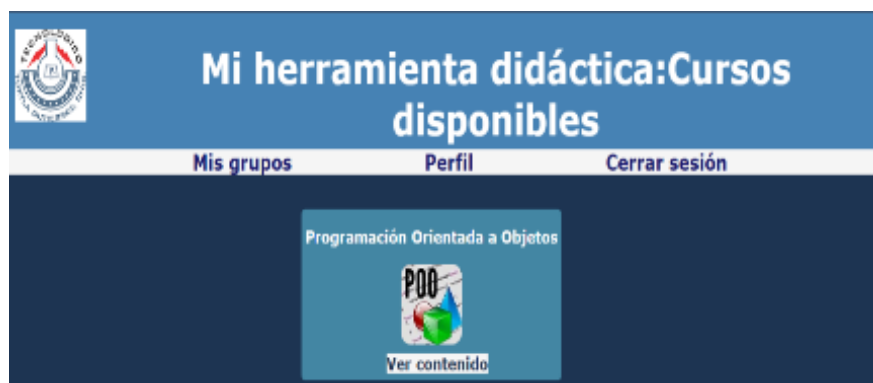 Mi herramienta didáctica:Cursos
disponibles
Mis grupos Perfil Cerrar sesión
Programación Orientada a Objetos
POO
Ver contenido